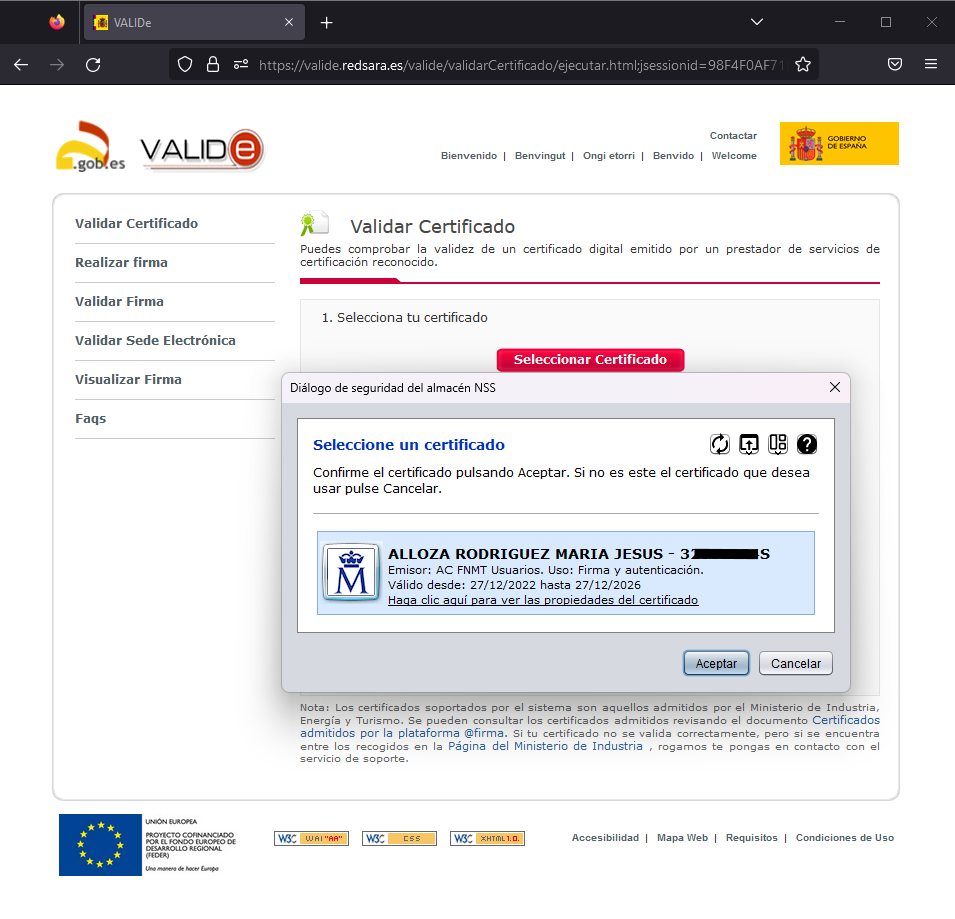 VALIDe
https://valide.redsara.es/valide/validarCertificado/ejecutar.html;jsessionid=98F4F0AF71
.gob.es
VALIDe
Contactar
Bienvenido | Benvingut | Ongi etorri | Benvido | Welcome
GOBIERNO
DE ESPAÑA
Validar Certificado
Realizar firma
Validar Firma
Validar Sede Electrónica
Visualizar Firma
Faqs
Validar Certificado
Puedes comprobar la validez de un certificado digital emitido por un prestador de servicios de
certificación reconocido.
1. Selecciona tu certificado
Seleccionar Certificado
Diálogo de seguridad del almacén NSS
Seleccione un certificado
Confirme el certificado pulsando Aceptar. Si no es este el certificado que desea
usar pulse Cancelar.
M
ALLOZA RODRIGUEZ MARIA JESUS - 3 S
Emisor: AC FNMT Usuarios. Uso: Firma y autenticación.
Válido desde: 27/12/2022 hasta 27/12/2026
Haga clic aquí para ver las propiedades del certificado
Aceptar
Cancelar
Nota: Los certificados soportados por el sistema son aquellos admitidos por el Ministerio de Industria,
Energía y Turismo. Se pueden consultar los certificados admitidos revisando el documento Certificados
admitidos por la plataforma @firma. Si tu certificado no se valida correctamente, pero si se encuentra
entre los recogidos en la Página del Ministerio de Industria , rogamos te pongas en contacto con el
servicio de soporte.
UNIÓN EUROPEA
PROYECTO COFINANCIADO
POR EL FONDO EUROPEO DE
DESARROLLO REGIONAL
(FEDER)
Una manera de hacer Europa
W3C WAI "AA"
W3C CSS
W3C XHTML 1.0.
Accesibilidad | Mapa Web | Requisitos | Condiciones de Uso